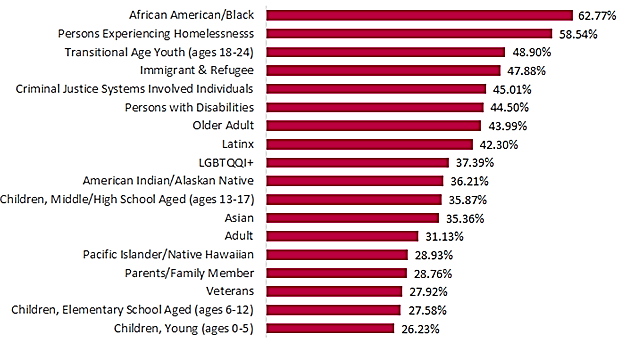 African American/Black 62.77%
Persons Experiencing Homelessnesss 58.54%
Transitional Age Youth (ages 18-24) 48.90%
Immigrant & Refugee 47.88%
Criminal Justice Systems Involved Individuals 45.01%
Persons with Disabilities 44.50%
Older Adult 43.99%
Latinx 42.30%
LGBTQQI+ 37.39%
American Indian/Alaskan Native 36.21%
Children, Middle/High School Aged (ages 13-17) 35.87%
Asian 35.36%
Adult 31.13%
Pacific Islander/Native Hawaiian 28.93%
Parents/Family Member 28.76%
Veterans 27.92%
Children, Elementary School Aged (ages 6-12) 27.58%
Children, Young (ages 0-5) 26.23%